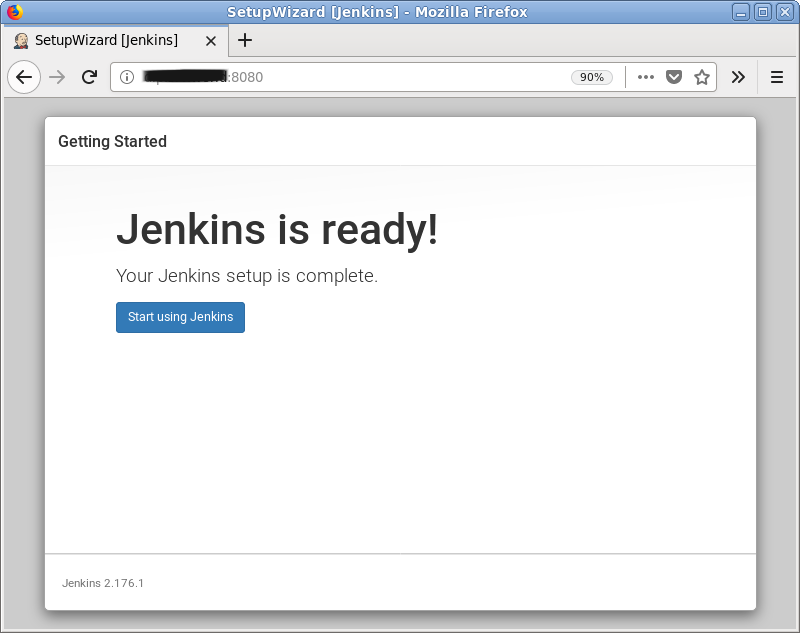 SetupWizard [Jenkins] - Mozilla Firefox
SetupWizard [Jenkins]
:8080
90%
Getting Started
Jenkins is ready!
Your Jenkins setup is complete.
Start using Jenkins
Jenkins 2.176.1